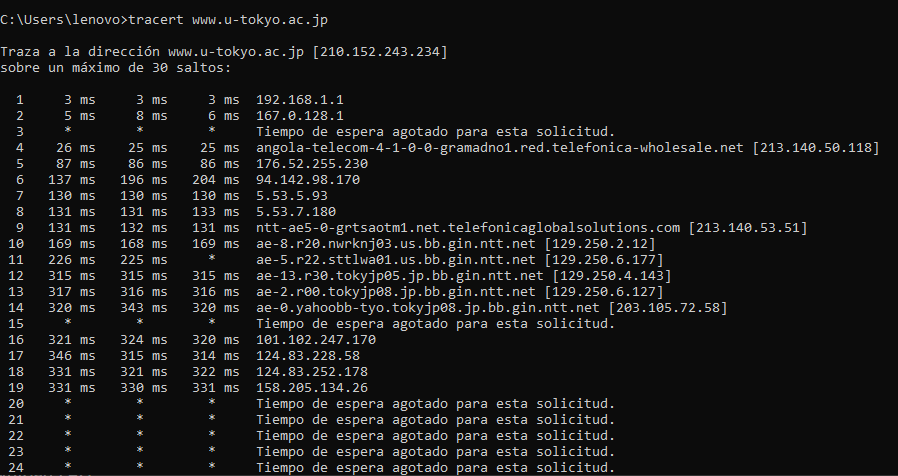 C:\Users\lenovo>tracert www.u-tokyo.ac.jp
Traza a la dirección www.u-tokyo.ac.jp [210.152.243.234]
sobre un máximo de 30 saltos:
1 3 ms 3 ms 3 ms 192.168.1.1
2 5 ms 8 ms 6 ms 167.0.128.1
3 * * * Tiempo de espera agotado para esta solicitud.
4 26 ms 25 ms 25 ms angola-telecom-4-1-0-0-gramadno1.red.telefonica-wholesale.net [213.140.50.118]
5 87 ms 86 ms 86 ms 176.52.255.230
6 137 ms 196 ms 204 ms 94.142.98.170
7 130 ms 130 ms 130 ms 5.53.5.93
8 131 ms 131 ms 133 ms 5.53.7.180
9 131 ms 132 ms 131 ms ntt-ae5-0-grtsaotm1.net.telefonicaglobalsolutions.com [213.140.53.51]
10 169 ms 168 ms 169 ms ae-8.r20.nwrknj03.us.bb.gin.ntt.net [129.250.2.12]
11 226 ms 225 ms * ae-5.r22.sttlwa01.us.bb.gin.ntt.net [129.250.6.177]
12 315 ms 315 ms 315 ms ae-13.r30.tokyjp05.jp.bb.gin.ntt.net [129.250.4.143]
13 317 ms 316 ms 316 ms ae-2.r00.tokyjp08.jp.bb.gin.ntt.net [129.250.6.127]
14 320 ms 343 ms 320 ms ae-0.yahoobb-tyo.tokyjp08.jp.bb.gin.ntt.net [203.105.72.58]
15 * * * Tiempo de espera agotado para esta solicitud.
16 321 ms 324 ms 320 ms 101.102.247.170
17 346 ms 315 ms 314 ms 124.83.228.58
18 331 ms 321 ms 322 ms 124.83.252.178
19 331 ms 330 ms 331 ms 158.205.134.26
20 * * * Tiempo de espera agotado para esta solicitud.
21 * * * Tiempo de espera agotado para esta solicitud.
22 * * * Tiempo de espera agotado para esta solicitud.
23 * * * Tiempo de espera agotado para esta solicitud.
24 * * * Tiempo de espera agotado para esta solicitud.